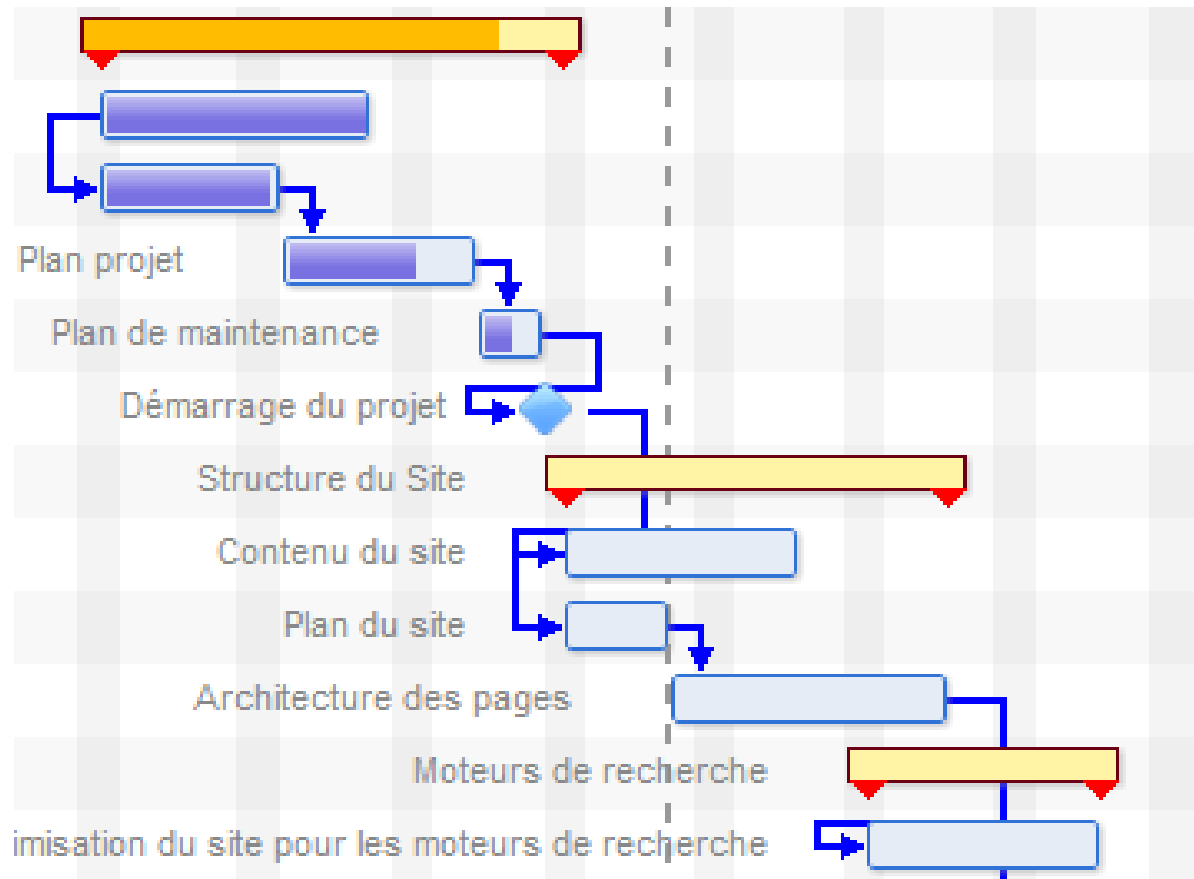 Plan projet
Plan de maintenance
Démarrage du projet
Structure du Site
Contenu du site
Plan du site
Architecture des pages
Moteurs de recherche
imisation du site pour les moteurs de recherche